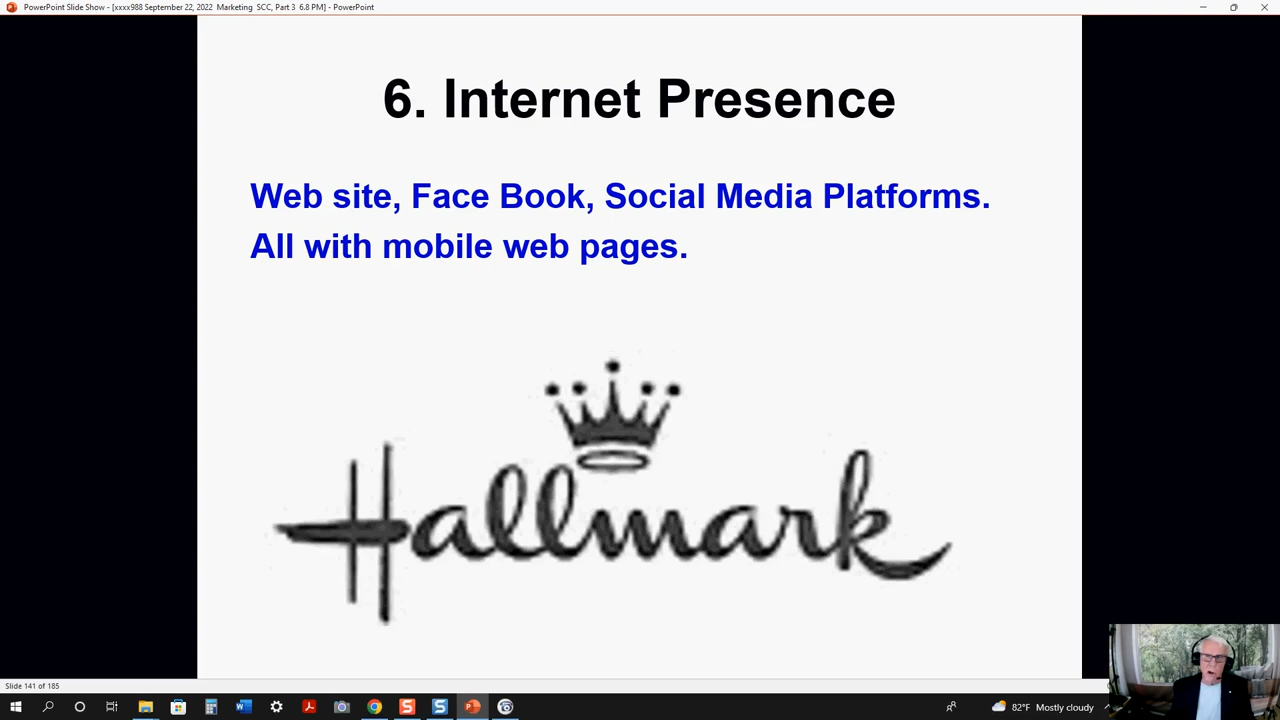 PowerPoint Slide Show - [xxxx988 September 22, 2022 Marketing SCC, Part 3 6.8 PM] - PowerPoint
6. Internet Presence
Web site, Face Book, Social Media Platforms.
All with mobile web pages.
Hallmark
Slide 141 of 185
82°F Mostly cloudy